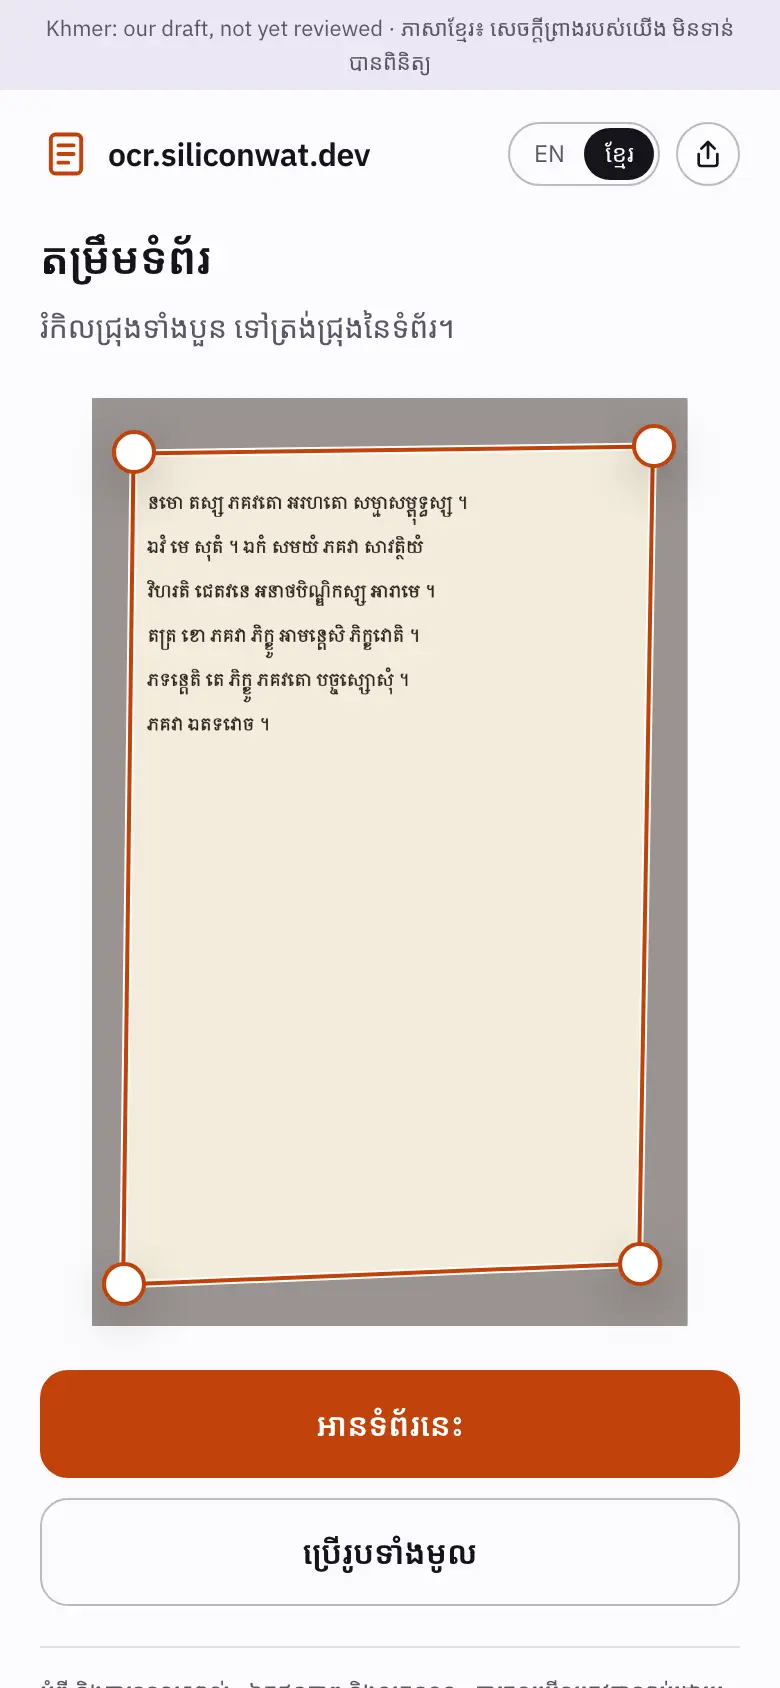 Khmer: our draft, not yet reviewed · ភាសាខ្មែរ៖ សេចក្តីព្រាងរបស់យើង មិនទាន់
បានពិនិត្យ
ocr.siliconwat.dev
EN ខ្មែរ
តម្រឹមទំព័រ
រំកិលជ្រុងទាំងបួន ទៅត្រង់ជ្រុងនៃទំព័រ។
នមោ តស្ស ភគវតោ អរហតោ សម្មាសម្ពុទ្ធស្ស ។
ឯវំ មេ សុតំ ។ ឯកំ សមយំ ភគវា សាវត្ថិយំ
វិហរតិ ជេតវនេ អនាថបិណ្ឌិកស្ស អារាមេ ។
តត្រ ខោ ភគវា ភិក្ខូ អាមន្តេសិ ភិក្ខវោតិ ។
ភទន្តេតិ តេ ភិក្ខូ ភគវតោ បច្ចស្សោសុំ ។
ភគវា ឯតទវោច ។
អានទំព័រនេះ
ប្រើរូបទាំងមូល